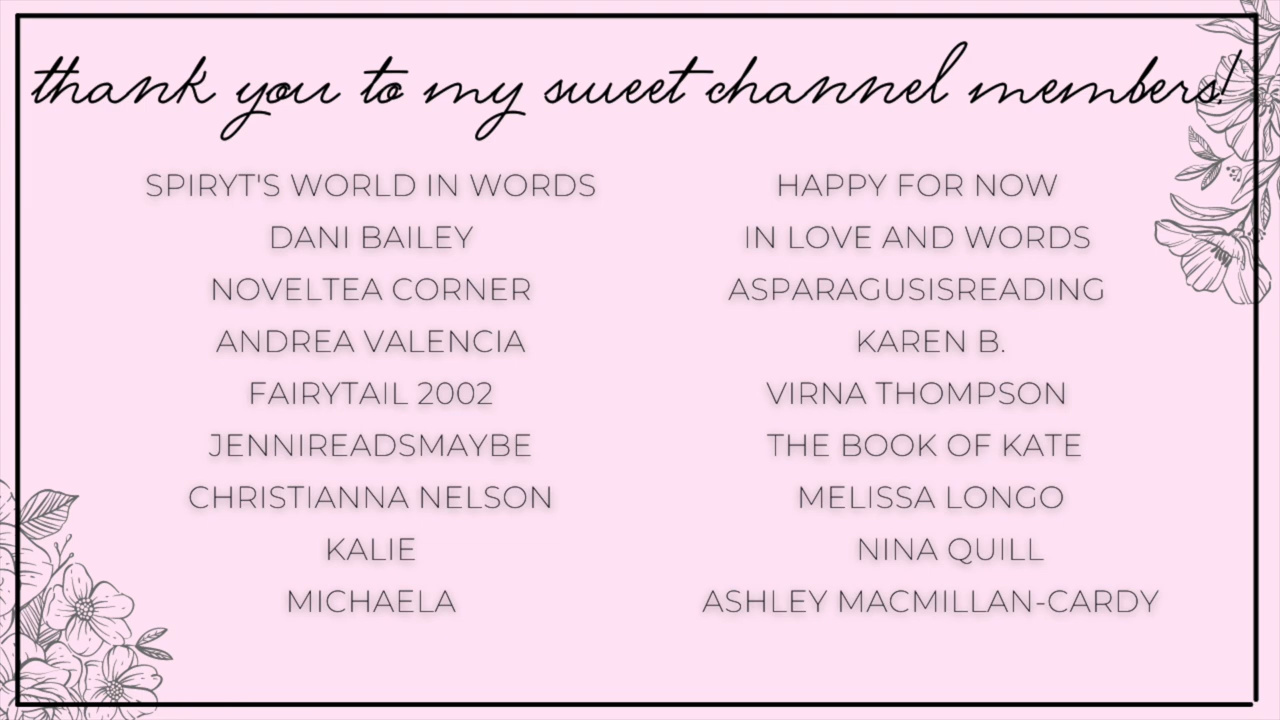 thank you to my sweet channel members!
SPIRYT'S WORLD IN WORDS
DANI BAILEY
NOVELTEA CORNER
ANDREA VALENCIA
FAIRYTAIL 2002
JENNIREADSMAYBE
CHRISTIANNA NELSON
KALIE
MICHAELA
HAPPY FOR NOW
IN LOVE AND WORDS
ASPARAGUSISREADING
KAREN B.
VIRNA THOMPSON
THE BOOK OF KATE
MELISSA LONGO
NINA QUILL
ASHLEY MACMILLAN-CARDY